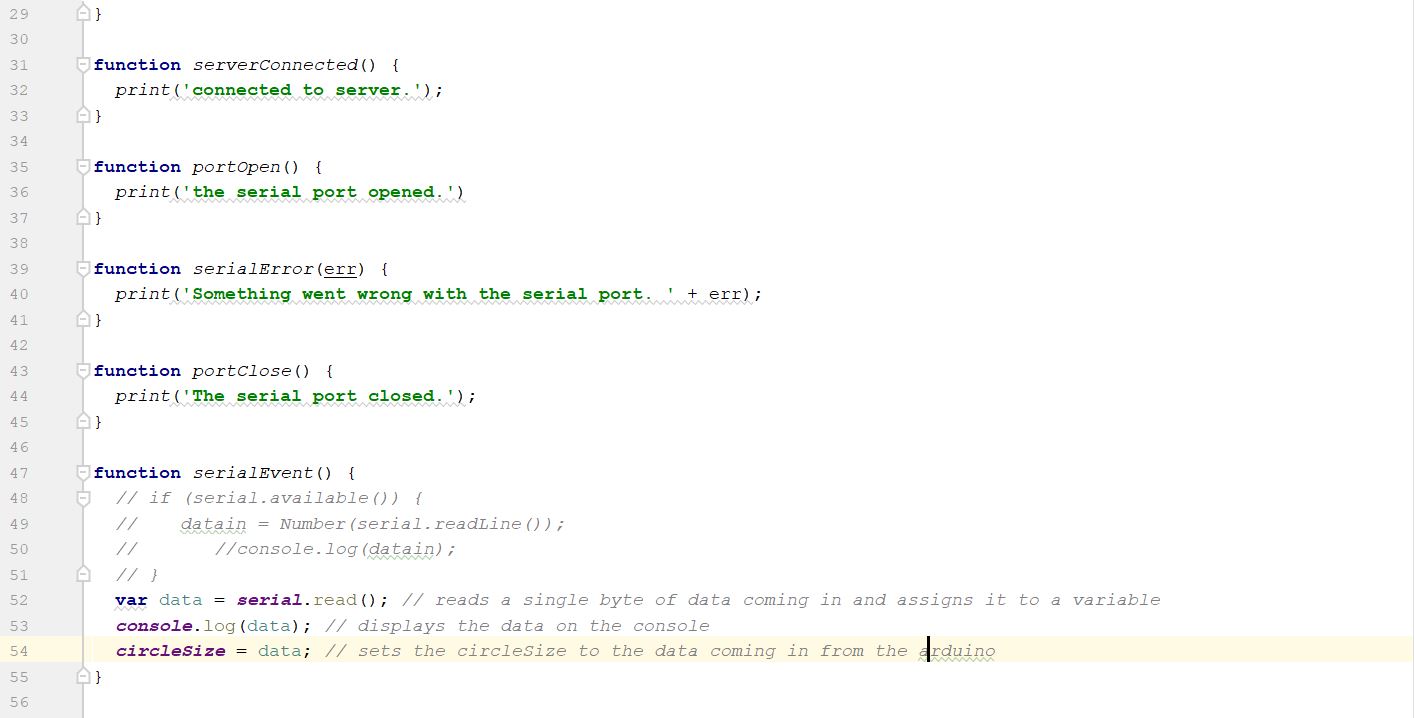 29 }
30
31 function serverConnected() {
32   print('connected to server.');
33 }
34
35 function portOpen() {
36   print('the serial port opened.')
37 }
38
39 function serialError(err) {
40   print('Something went wrong with the serial port. ' + err);
41 }
42
43 function portClose() {
44   print('The serial port closed.');
45 }
46
47 function serialEvent() {
48   // if (serial.available()) {
49   //    datain = Number(serial.readLine());
50   //       //console.log(datain);
51   // }
52   var data = serial.read(); // reads a single byte of data coming in and assigns it to a variable
53   console.log(data); // displays the data on the console
54   circleSize = data; // sets the circleSize to the data coming in from the arduino
55 }
56